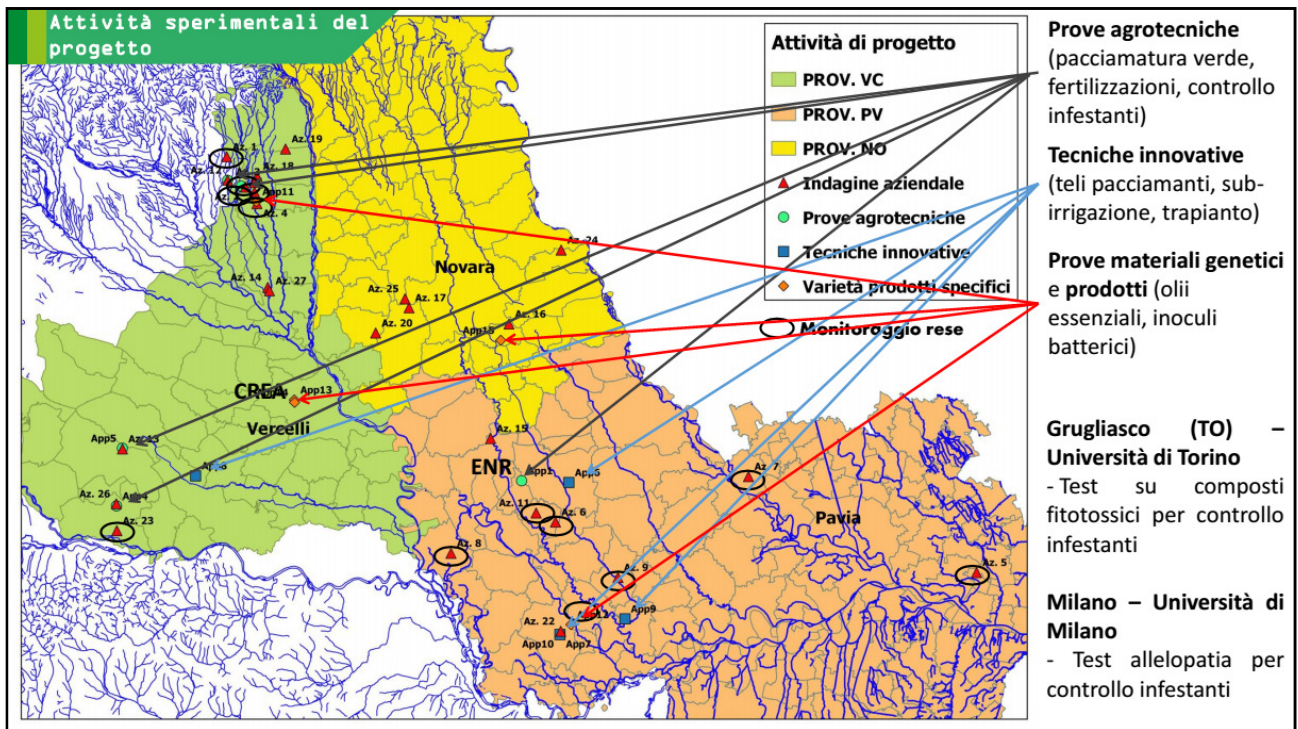 Attività sperimentali del
progetto
Attività di progetto
PROV. VC
PROV. PV
PROV. NO
Indagine aziendale
Prove agrotecniche
Tecniche innovative
Varietà prodotti specifici
Monitoraggio rese
Az. 1
Az. 19
Az. 18
App11
Az. 4
Az. 14
Az. 27
Az. 24
Novara
Az. 25
Az. 17
Az. 20
App15
Az. 16
CREA
App13
Vercelli
App5
Az. 13
Az. 26
Az. 23
Az. 15
ENR
App1
Az. 11
Az. 6
Az. 7
Pavia
Az. 8
Az. 9
Az. 5
Az. 22
App9
App10
App7
Prove agrotecniche
(pacciamatura verde,
fertilizzazioni, controllo
infestanti)
Tecniche innovative
(teli pacciamanti, sub-
irrigazione, trapianto)
Prove materiali genetici
e prodotti (olii
essenziali, inoculi
batterici)
Grugliasco (TO) –
Università di Torino
- Test su composti
fitotossici per controllo
infestanti
Milano – Università di
Milano
- Test allelopatia per
controllo infestanti